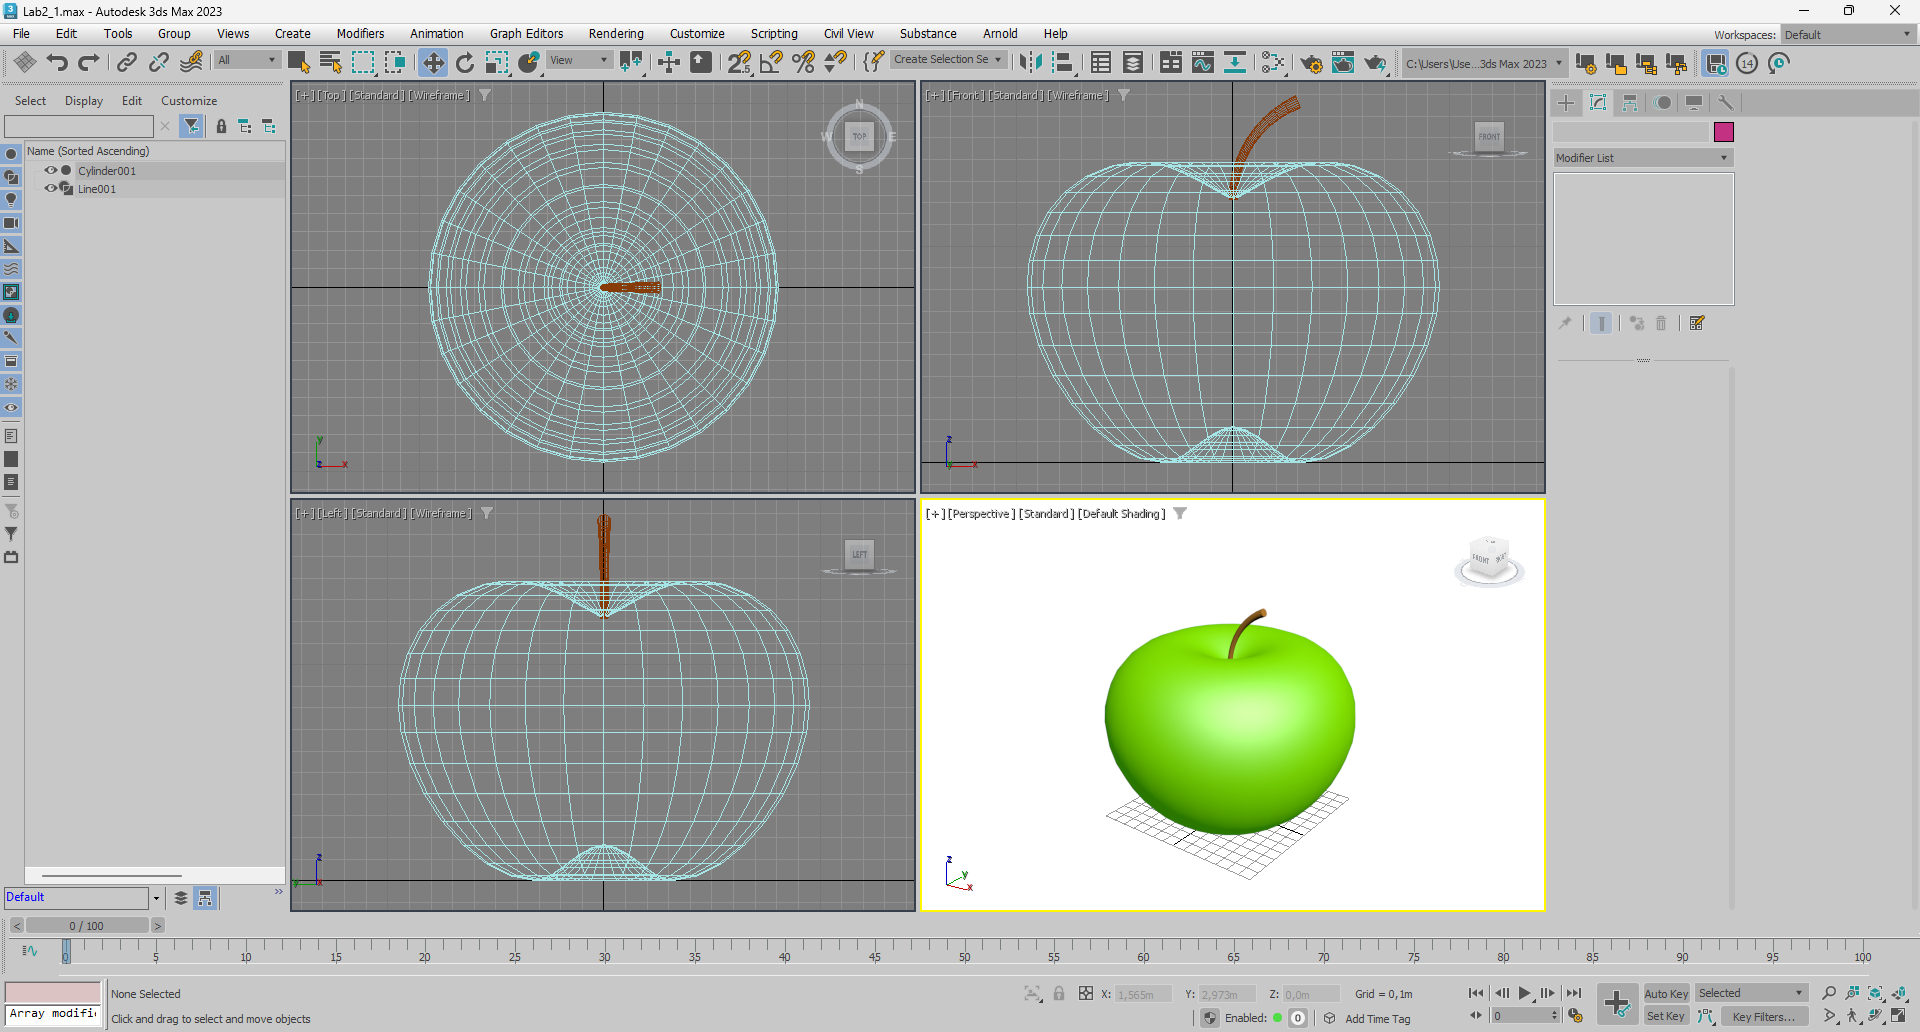 Lab2_1.max - Autodesk 3ds Max 2023
File Edit Tools Group Views Create Modifiers Animation Graph Editors Rendering Customize Scripting Civil View Substance Arnold Help
Workspaces: Default
All
View
Create Selection Se
C:\Users\Use...3ds Max 2023
14
Select Display Edit Customize
Name (Sorted Ascending)
Cylinder001
Line001
[+] [Top] [Standard] [Wireframe]
N
W TOP E
S
y
z x
[+] [Front] [Standard] [Wireframe]
FRONT
z
y x
Modifier List
[+] [Left] [Standard] [Wireframe]
LEFT
z
y x
[+] [Perspective] [Standard] [Default Shading]
FRONT
z
y
x
Default
0 / 100
0 5 10 15 20 25 30 35 40 45 50 55 60 65 70 75 80 85 90 95 100
None Selected
X: 1,565m Y: 2,973m Z: 0,0m Grid = 0,1m
Auto Key Selected
Array modifi
Click and drag to select and move objects
Enabled: 0 Add Time Tag
0
Set Key Key Filters...